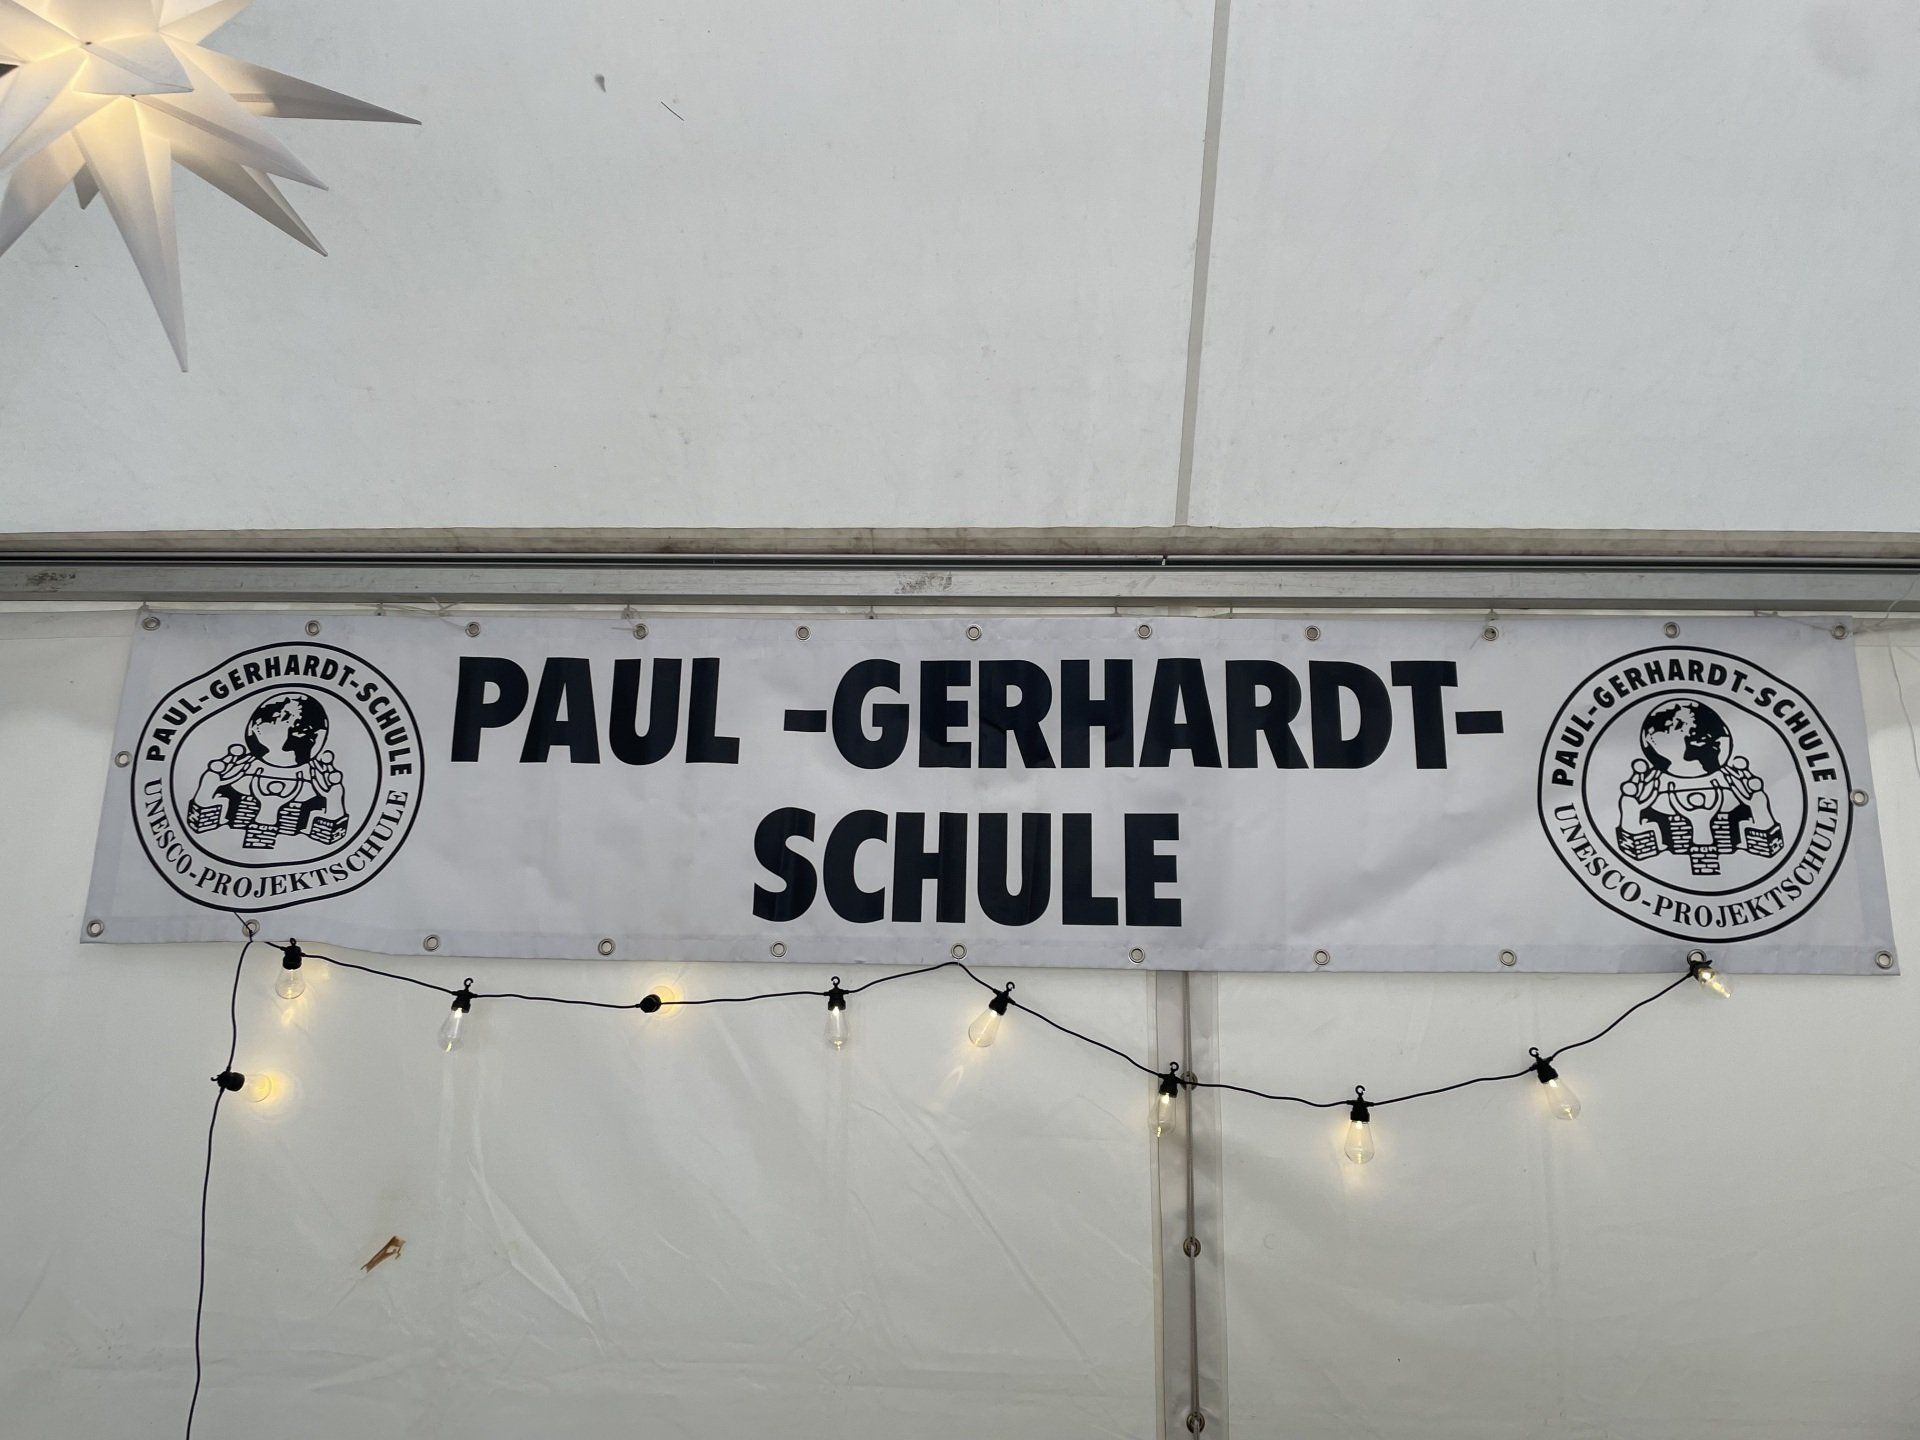 PAUL-GERHARDT-SCHULE
UNESCO-PROJEKTSCHULE
PAUL -GERHARDT-
SCHULE
PAUL-GERHARDT-SCHULE
UNESCO-PROJEKTSCHULE